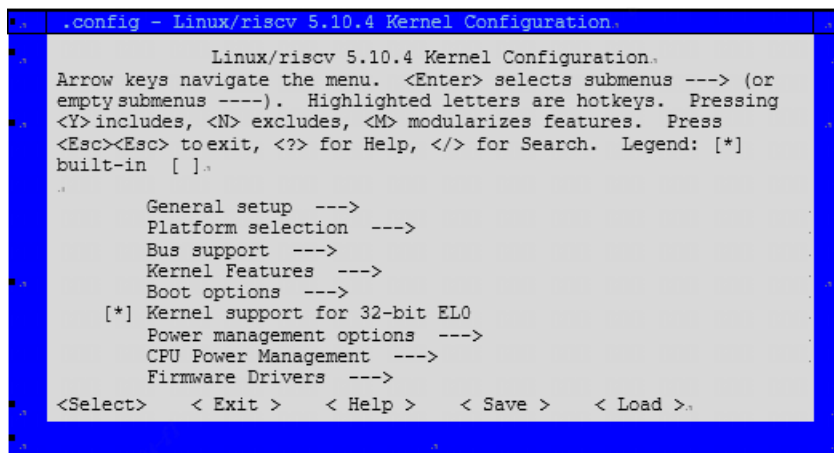 .config - Linux/riscv 5.10.4 Kernel Configuration
Linux/riscv 5.10.4 Kernel Configuration
Arrow keys navigate the menu.  <Enter> selects submenus ---> (or
empty submenus ----).  Highlighted letters are hotkeys.  Pressing
<Y> includes, <N> excludes, <M> modularizes features.  Press
<Esc><Esc> to exit, <?> for Help, </> for Search.  Legend: [*]
built-in  [ ]
General setup  --->
Platform selection  --->
Bus support  --->
Kernel Features  --->
Boot options  --->
[*] Kernel support for 32-bit EL0
Power management options  --->
CPU Power Management  --->
Firmware Drivers  --->
<Select>    < Exit >    < Help >    < Save >    < Load >